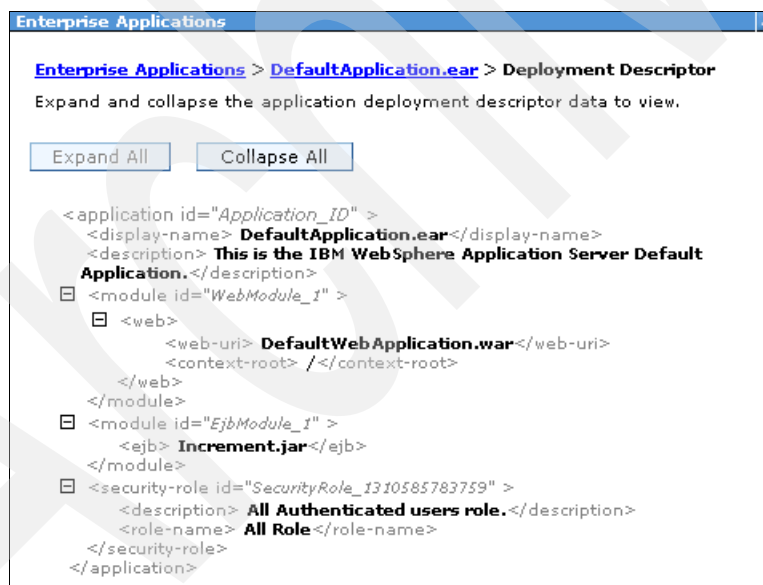 Enterprise Applications
Enterprise Applications > DefaultApplication.ear > Deployment Descriptor
Expand and collapse the application deployment descriptor data to view.
Expand All Collapse All
<application id="Application_ID" >
<display-name> DefaultApplication.ear</display-name>
<description> This is the IBM WebSphere Application Server Default
Application.</description>
<module id="WebModule_1" >
<web>
<web-uri> DefaultWebApplication.war</web-uri>
<context-root> /</context-root>
</web>
</module>
<module id="EjbModule_1" >
<ejb> Increment.jar</ejb>
</module>
<security-role id="SecurityRole_1310585783759" >
<description> All Authenticated users role.</description>
<role-name> All Role</role-name>
</security-role>
</application>